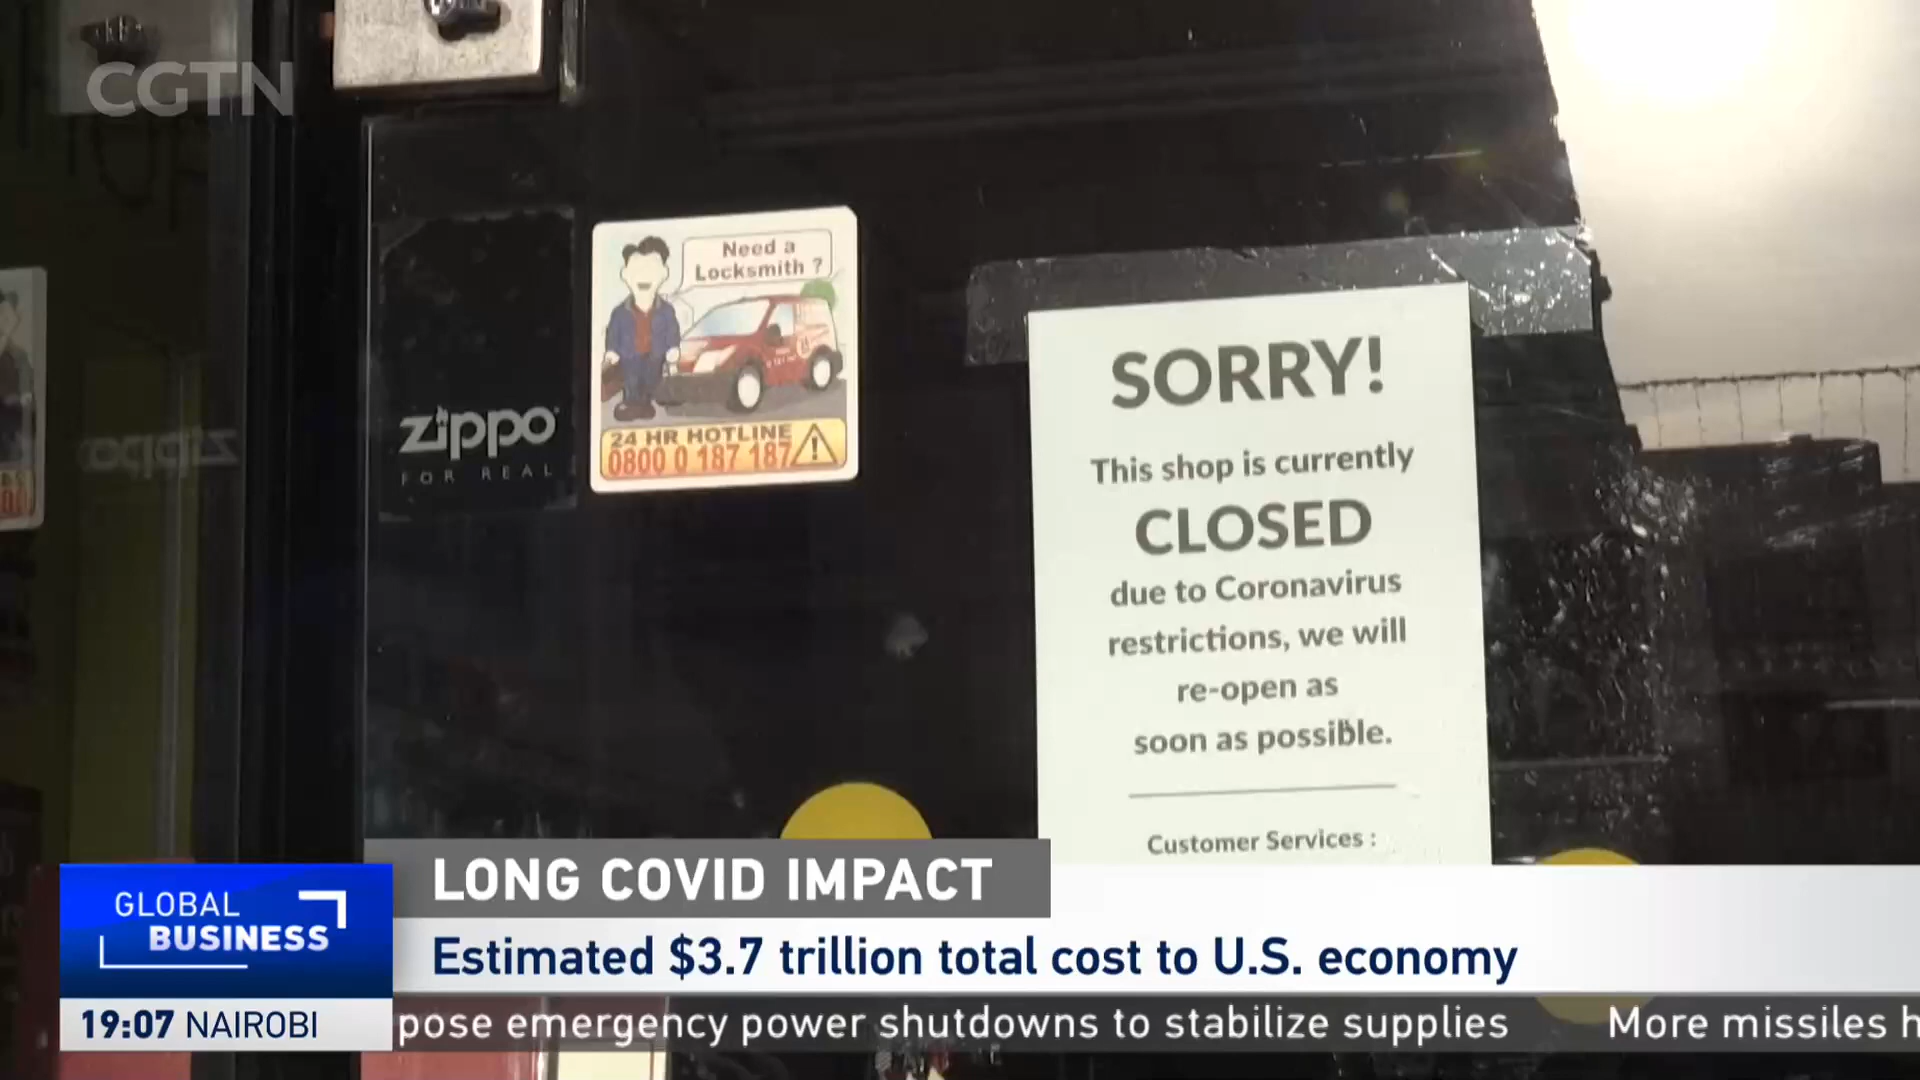 CGTN
Need a
Locksmith ?
24 HR HOTLINE
0800 0 187 187
zippo
FOR REAL
SORRY!
This shop is currently
CLOSED
due to Coronavirus
restrictions, we will
re-open as
soon as possible.
Customer Services :
LONG COVID IMPACT
GLOBAL
BUSINESS
Estimated $3.7 trillion total cost to U.S. economy
19:07 NAIROBI
pose emergency power shutdowns to stabilize supplies
More missiles h